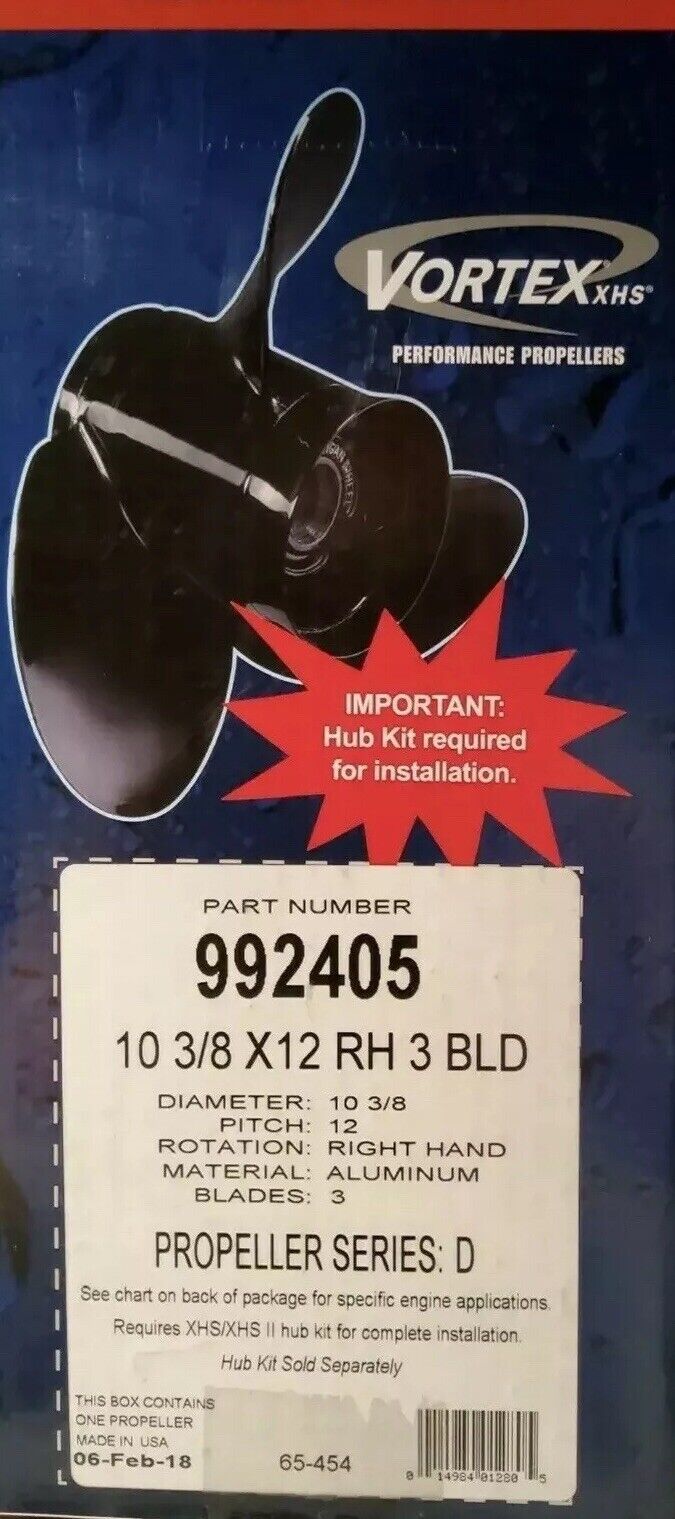 VORTEX® XHS®
PERFORMANCE PROPELLERS
IMPORTANT:
Hub Kit required
for installation.
PART NUMBER
992405
10 3/8 X12 RH 3 BLD
DIAMETER: 10 3/8
PITCH: 12
ROTATION: RIGHT HAND
MATERIAL: ALUMINUM
BLADES: 3
PROPELLER SERIES: D
See chart on back of package for specific engine applications.
Requires XHS/XHS II hub kit for complete installation.
Hub Kit Sold Separately
THIS BOX CONTAINS
ONE PROPELLER
MADE IN USA
06-Feb-18
65-454
0 14984 01280 5